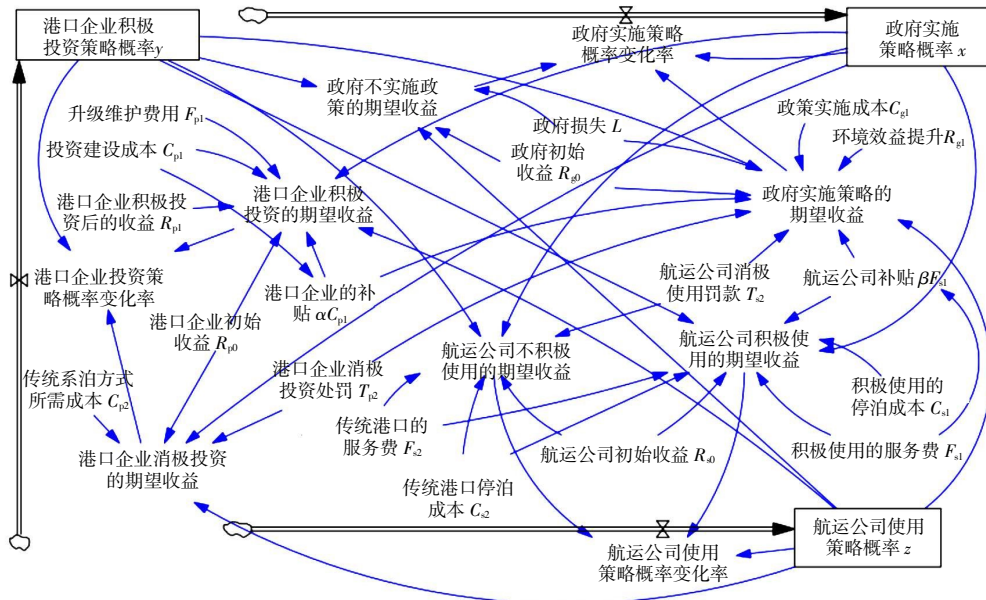 港口企业积极
投资策略概率y
政府实施策略
概率变化率
政府实施
策略概率 x
政府不实施政
策的期望收益
升级维护费用 Fp1
投资建设成本 Cp1
政府损失 L
政府初始
收益 Rg0
政策实施成本Cg1
环境效益提升Rg1
港口企业积极投
资后的收益 Rp1
港口企业积极
投资的期望收益
政府实施策略的
期望收益
港口企业投资策
略概率变化率
港口企业的补
贴 αCp1
航运公司消极
使用罚款 Ts2
航运公司补贴 βFs1
港口企业初始
收益 Rp0
港口企业消极
投资处罚 Tp2
航运公司不积极
使用的期望收益
航运公司积极使
用的期望收益
传统系泊方式
所需成本 Cp2
积极使用的
停泊成本 Cs1
传统港口的
服务费 Fs2
航运公司初始收益 Rs0
积极使用的服务费 Fs1
港口企业消极投资
的期望收益
传统港口停泊
成本 Cs2
航运公司使用
策略概率变化率
航运公司使用
策略概率 z